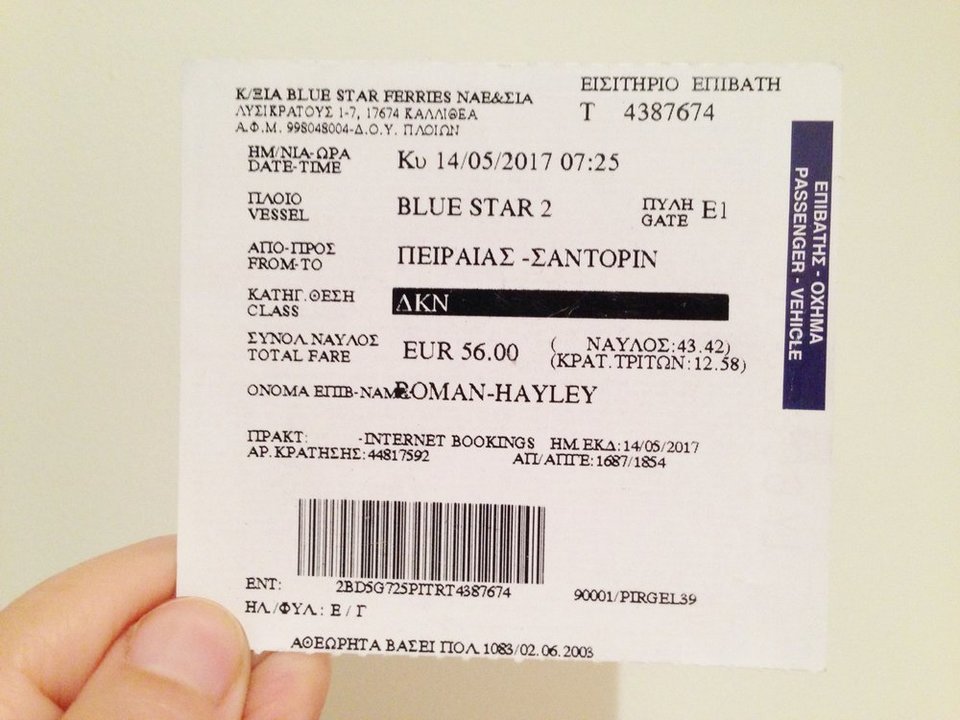 Κ/ΞΙΑ BLUE STAR FERRIES ΝΑΕ&ΣΙΑ
ΛΥΣΙΚΡΑΤΟΥΣ 1-7, 17674 ΚΑΛΛΙΘΕΑ
Α.Φ.Μ. 998048004-Δ.Ο.Υ. ΠΛΟΙΩΝ
ΕΙΣΙΤΗΡΙΟ ΕΠΙΒΑΤΗ
T 4387674
ΗΜ/ΝΙΑ-ΩΡΑ
DATE-TIME
Κυ 14/05/2017 07:25
ΠΛΟΙΟ
VESSEL
BLUE STAR 2
ΠΥΛΗ
GATE
E1
ΑΠΟ-ΠΡΟΣ
FROM-TO
ΠΕΙΡΑΙΑΣ -ΣΑΝΤΟΡΙΝ
ΚΑΤΗΓ.ΘΕΣΗ
CLASS
ΔΚΝ
ΣΥΝΟΛ.ΝΑΥΛΟΣ
TOTAL FARE
EUR 56.00
( ΝΑΥΛΟΣ:43.42)
(ΚΡΑΤ.ΤΡΙΤΩΝ:12.58)
ΟΝΟΜΑ ΕΠΙΒ-NAME: ROMAN-HAYLEY
ΠΡΑΚΤ: -INTERNET BOOKINGS ΗΜ.ΕΚΔ:14/05/2017
ΑΡ.ΚΡΑΤΗΣΗΣ:44817592 ΑΠ/ΑΠΓΕ:1687/1854
ΕΝΤ: 2BD5G725PITRT4387674 90001/PIRGEL39
ΗΛ./ΦΥΛ.: Ε / Γ
ΑΘΕΩΡΗΤΑ ΒΑΣΕΙ ΠΟΛ.1083/02.06.2003
ΕΠΙΒΑΤΗΣ - ΟΧΗΜΑ
PASSENGER - VEHICLE